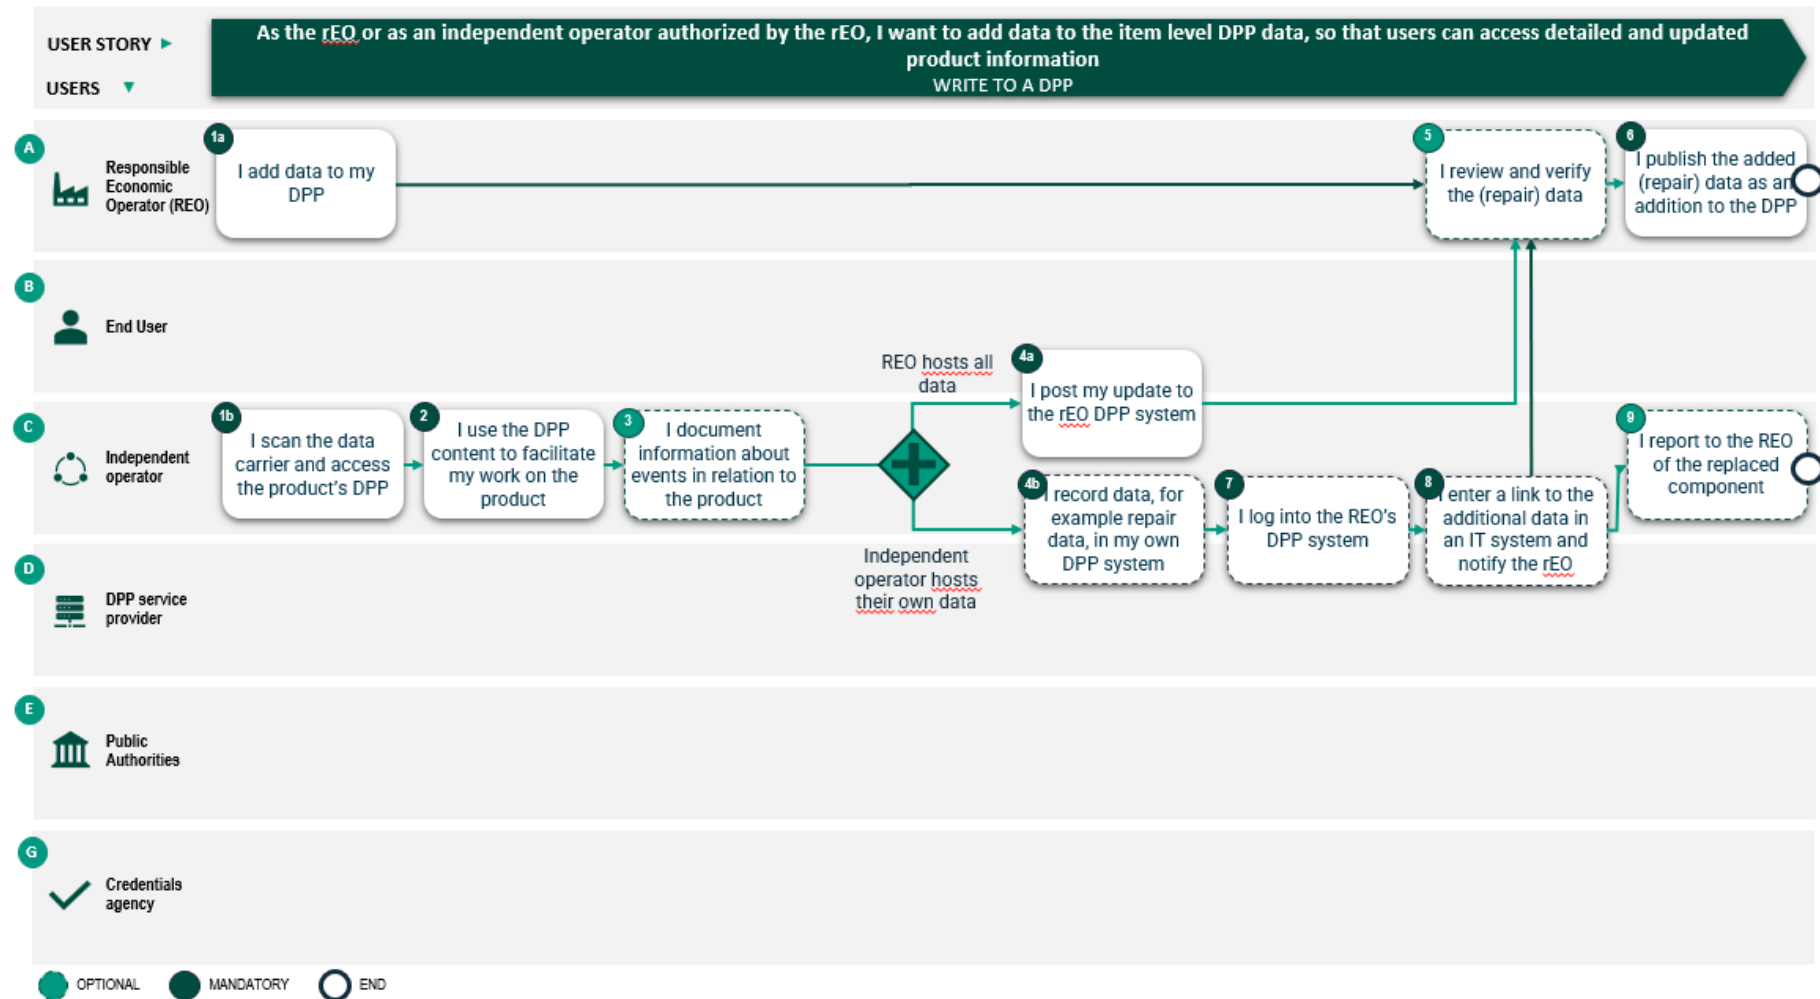 USER STORY
As the rEO or as an independent operator authorized by the rEO, I want to add data to the item level DPP data, so that users can access detailed and updated
product information
USERS
WRITE TO A DPP
A
Responsible
Economic
Operator (REO)
1a
I add data to my
DPP
5
I review and verify
the (repair) data
6
I publish the added
(repair) data as an
addition to the DPP
B
End User
REO hosts all
data
4a
I post my update to
the rEO DPP system
C
Independent
operator
1b
I scan the data
carrier and access
the product's DPP
2
I use the DPP
content to facilitate
my work on the
product
3
I document
information about
events in relation to
the product
4b
I record data, for
example repair
data, in my own
DPP system
7
I log into the REO's
DPP system
8
enter a link to the
additional data in
an IT system and
notify the rEO
9
I report to the REO
of the replaced
component
Independent
operator hosts
their own data
D
DPP service
provider
E
Public
Authorities
G
Credentials
agency
OPTIONAL
MANDATORY
END